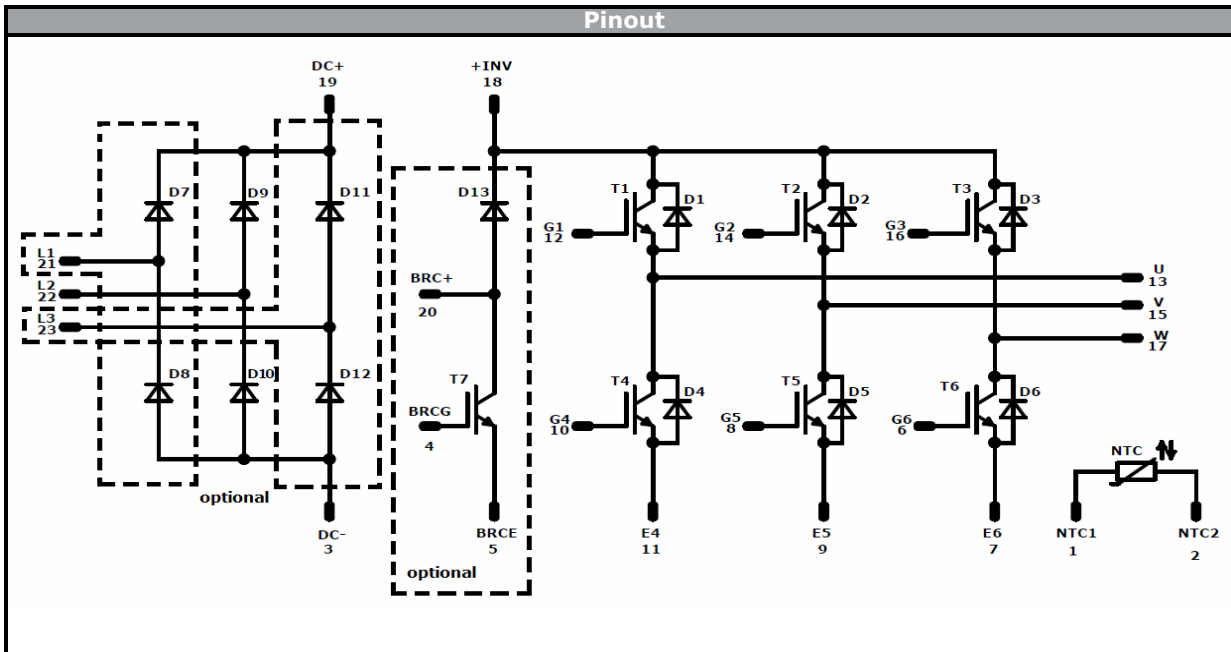 Pinout
DC+
19
+INV
18
D7
D9
D11
D13
T1
D1
T2
D2
T3
D3
G1
12
G2
14
G3
16
L1
21
L2
22
L3
23
BRC+
20
U
13
V
15
W
17
D8
D10
D12
T7
BRCG
4
T4
D4
T5
D5
T6
D6
G4
10
G5
8
G6
6
NTC
optional
DC-
3
BRCE
5
E4
11
E5
9
E6
7
NTC1
1
NTC2
2
optional